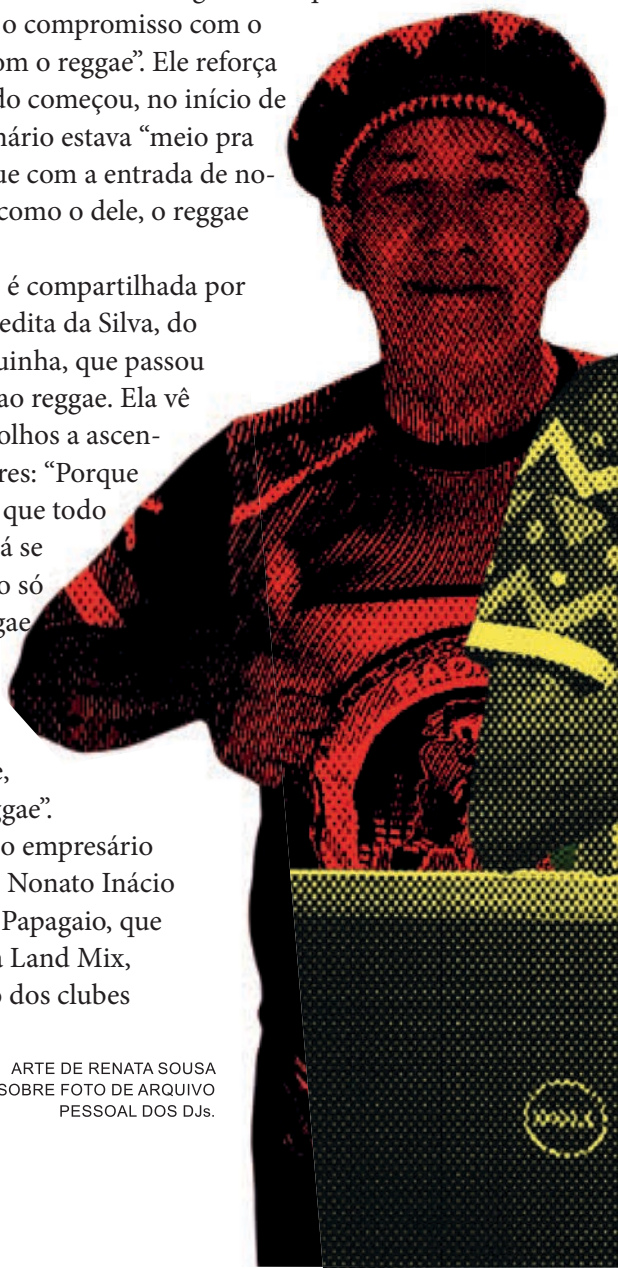 o compromisso com o
om o reggae”. Ele reforça
do começou, no início de
nário estava “meio pra
ue com a entrada de no-
como o dele, o reggae
é compartilhada por
edita da Silva, do
uinha, que passou
ao reggae. Ela vê
olhos a ascen-
res: “Porque
que todo
á se
o só
gae
e,
ggae”.
o empresário
Nonato Inácio
Papagaio, que
a Land Mix,
o dos clubes
ARTE DE RENATA SOUSA
SOBRE FOTO DE ARQUIVO
PESSOAL DOS DJs.